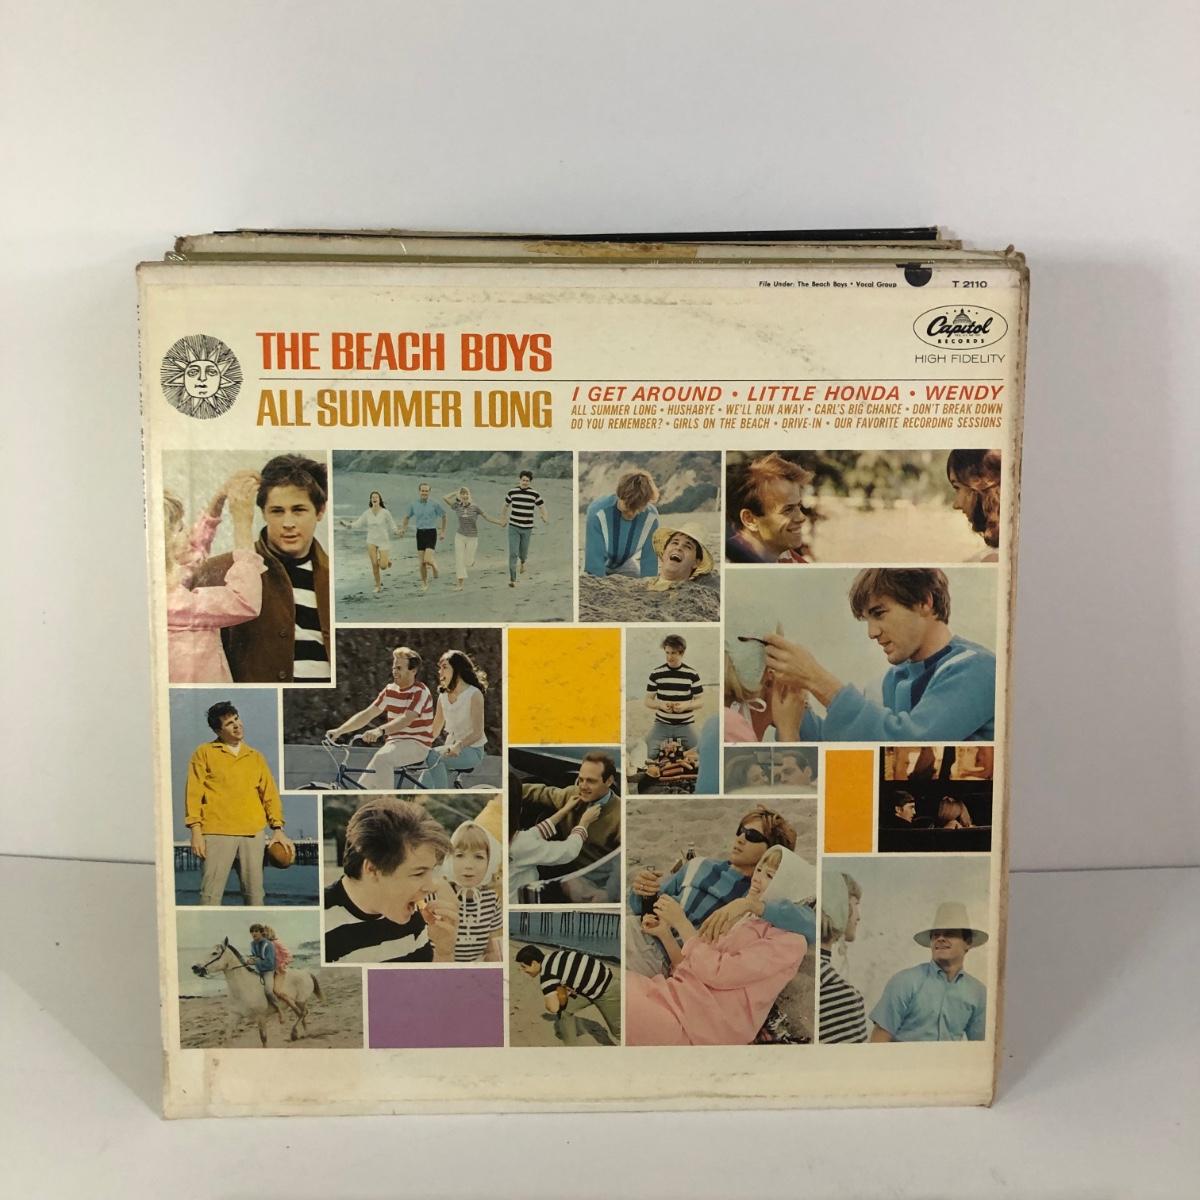 File Under: The Beach Boys • Vocal Group
T 2110
Capitol
RECORDS
HIGH FIDELITY
THE BEACH BOYS
ALL SUMMER LONG
I GET AROUND • LITTLE HONDA • WENDY
ALL SUMMER LONG • HUSHABYE • WE'LL RUN AWAY • CARL'S BIG CHANCE • DON'T BREAK DOWN
DO YOU REMEMBER? • GIRLS ON THE BEACH • DRIVE-IN • OUR FAVORITE RECORDING SESSIONS